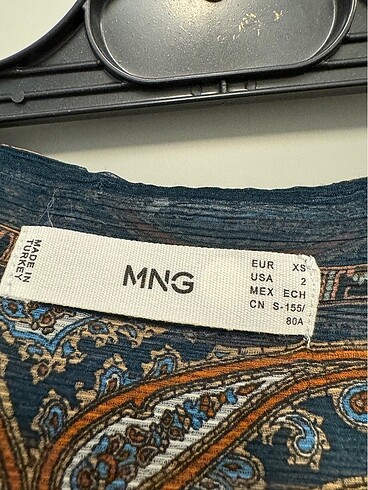 MADE IN
TURKEY
MNG
EUR XS
USA 2
MEX ECH
CN S-155/
80A